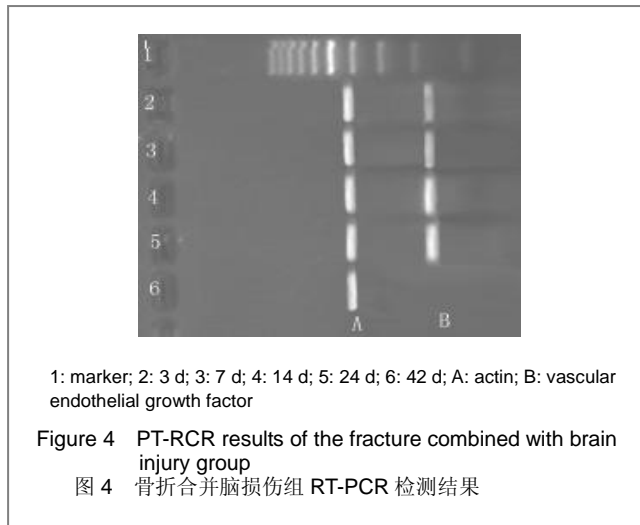 1
2
3
4
5
6
A B
1: marker; 2: 3 d; 3: 7 d; 4: 14 d; 5: 24 d; 6: 42 d; A: actin; B: vascular
endothelial growth factor
Figure 4 PT-RCR results of the fracture combined with brain
injury group
图 4 骨折合并脑损伤组 RT-PCR 检测结果